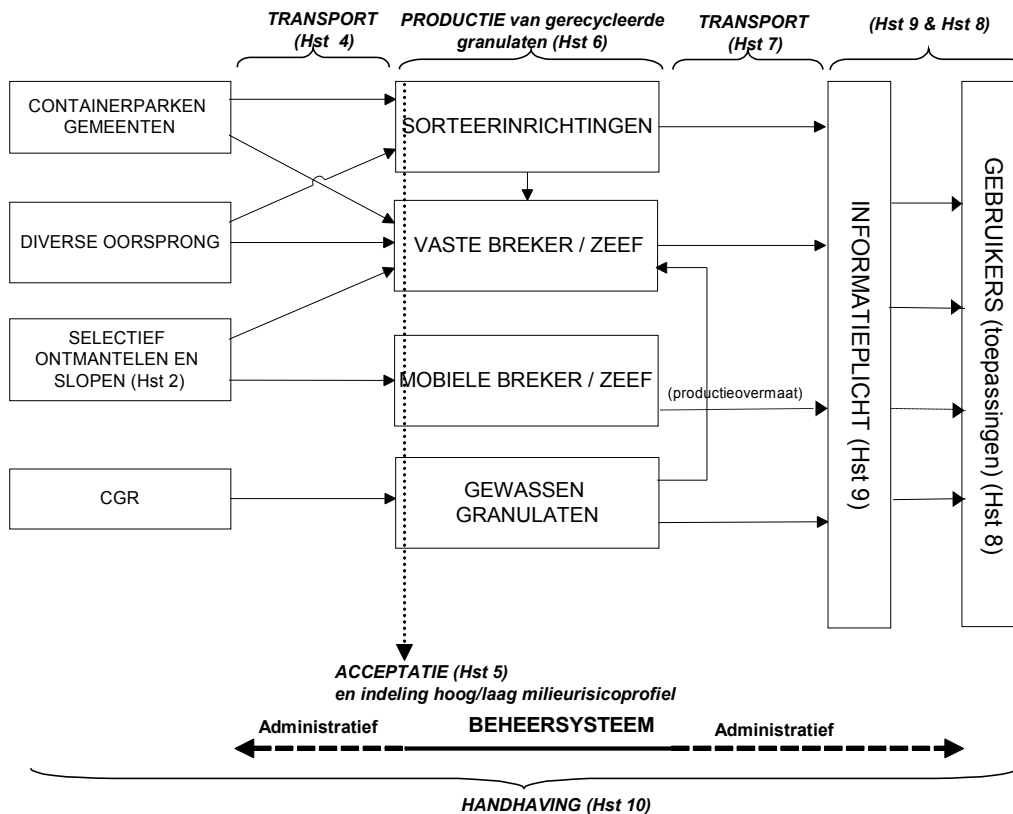 TRANSPORT
(Hst 4)
PRODUCTIE van gerecycleerde
granulaten (Hst 6)
TRANSPORT
(Hst 7)
(Hst 9 & Hst 8)
CONTAINERPARKEN
GEMEENTEN
SORTEERINRICHTINGEN
DIVERSE OORSPRONG
VASTE BREKER / ZEEF
SELECTIEF
ONTMANTELEN EN
SLOPEN (Hst 2)
MOBIELE BREKER / ZEEF
(productieovermaat)
CGR
GEWASSEN
GRANULATEN
INFORMATIEPLICHT (Hst 9)
GEBRUIKERS (toepassingen) (Hst 8)
ACCEPTATIE (Hst 5)
en indeling hoog/laag milieurisicoprofiel
Administratief
BEHEERSYSTEEM
Administratief
HANDHAVING (Hst 10)